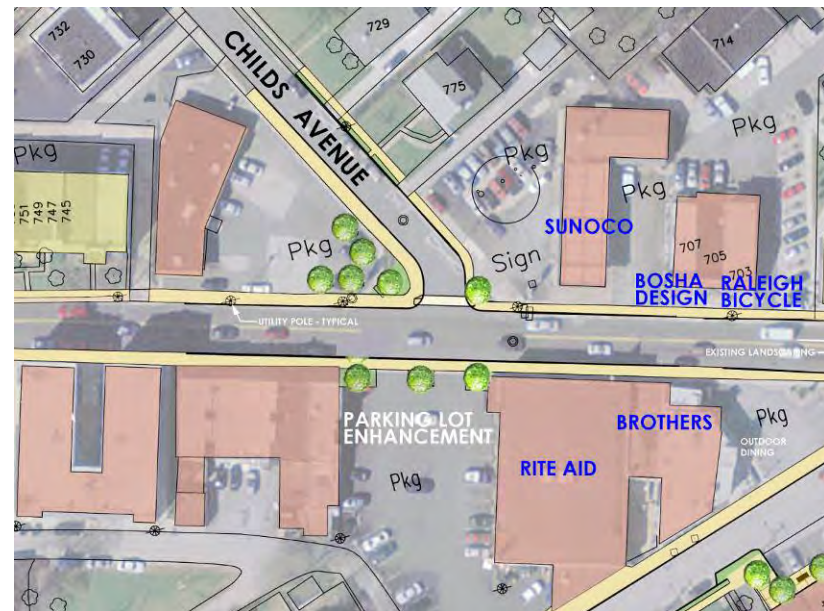 732
730
729
714
CHILDS AVENUE
775
Pkg
Pkg
Pkg
Pkg
751
749
747
745
SUNOCO
Pkg
Sign
707
705
703
BOSHA
DESIGN
RALEIGH
BICYCLE
UTILITY POLE - TYPICAL
EXISTING LANDSCAPING
PARKING LOT
ENHANCEMENT
BROTHERS
Pkg
OUTDOOR
DINING
RITE AID
Pkg